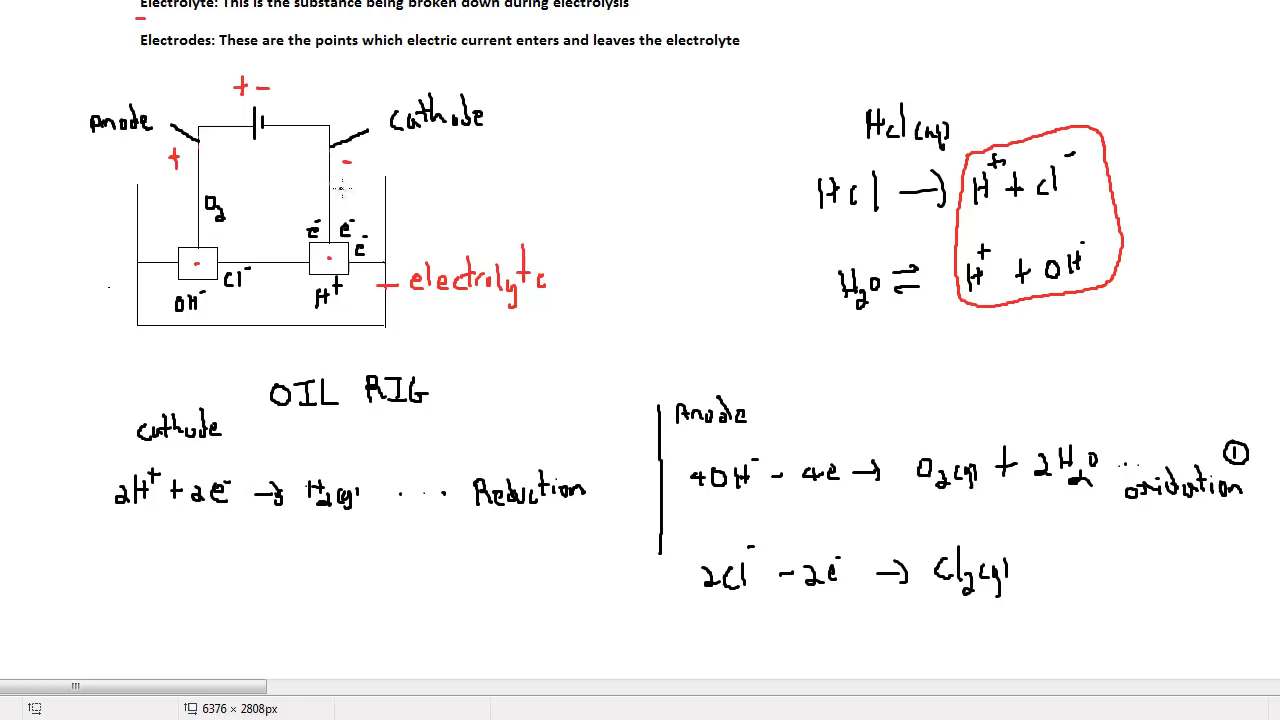 Electrolyte: This is the substance being broken down during electrolysis
Electrodes: These are the points which electric current enters and leaves the electrolyte
+ -
Anode
cathode
+
-
O2
e- e-
e-
Cl-
OH-
H+
electrolyte
HCl(aq)
HCl → H+ + Cl-
H2O ⇌ H+ + OH-
OIL RIG
cathode
2H+ + 2e- → H2(g) ... Reduction
Anode
4OH- - 4e → O2(g) + 2H2O ... ①
oxidation
2Cl- - 2e- → Cl2(g)
6376 × 2808px